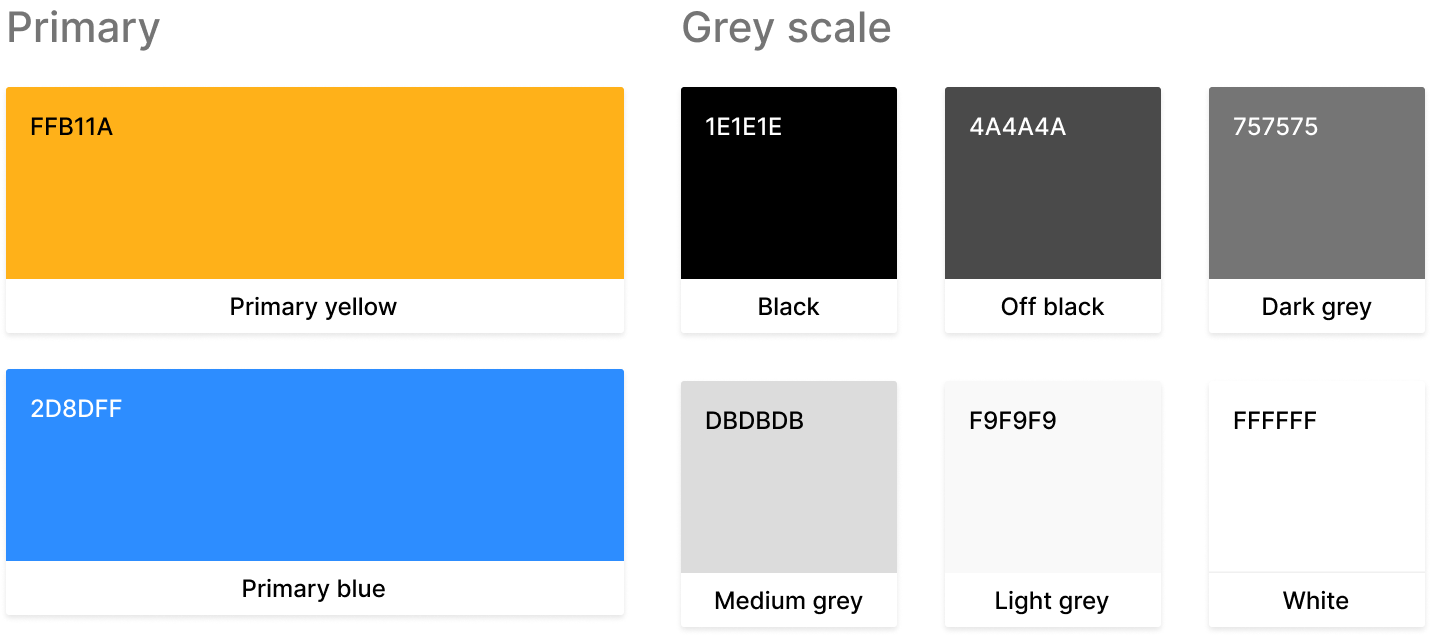 Primary
FFB11A
Primary yellow
2D8DFF
Primary blue
Grey scale
1E1E1E
Black
4A4A4A
Off black
757575
Dark grey
DBDBDB
Medium grey
F9F9F9
Light grey
FFFFFF
White